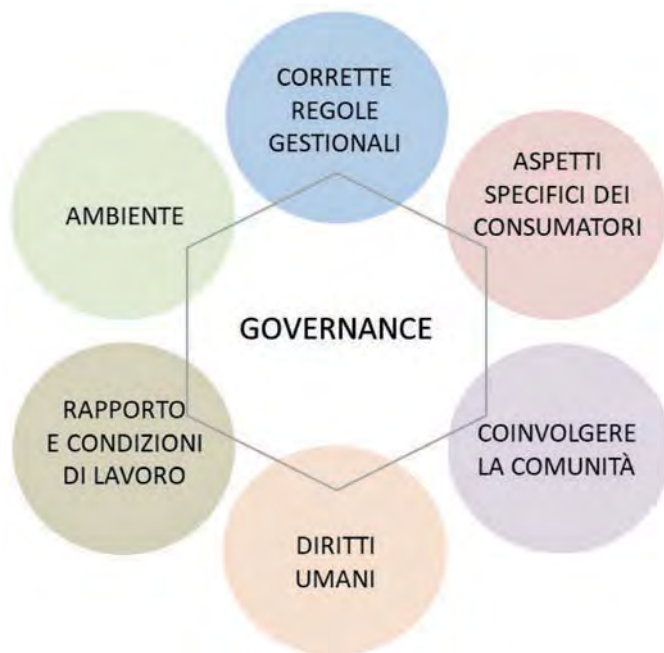 CORRETTE
REGOLE
GESTIONALI
ASPETTI
SPECIFICI DEI
CONSUMATORI
AMBIENTE
GOVERNANCE
RAPPORTO
E CONDIZIONI
DI LAVORO
COINVOLGERE
LA COMUNITÀ
DIRITTI
UMANI